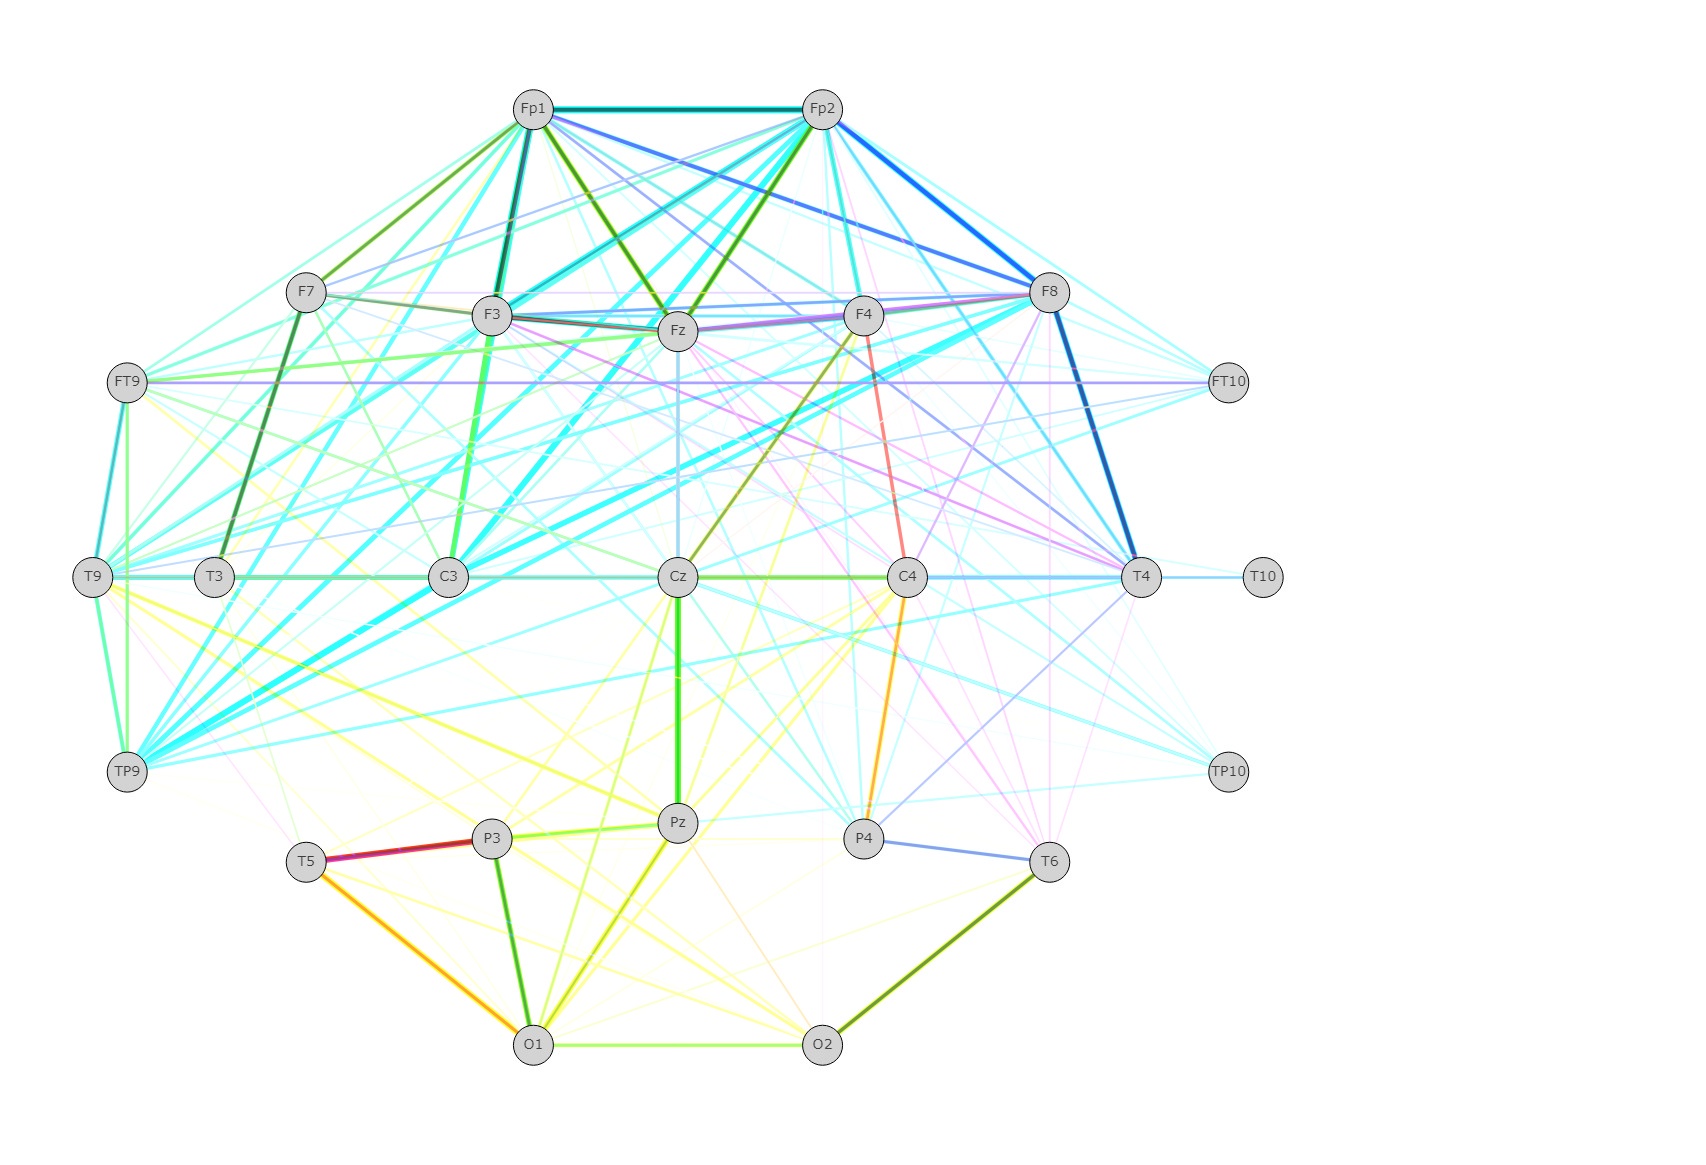 Fp1 Fp2
F7 F3 Fz F4 F8
FT9 FT10
T9 T3 C3 Cz C4 T4 T10
TP9 TP10
T5 P3 Pz P4 T6
O1 O2